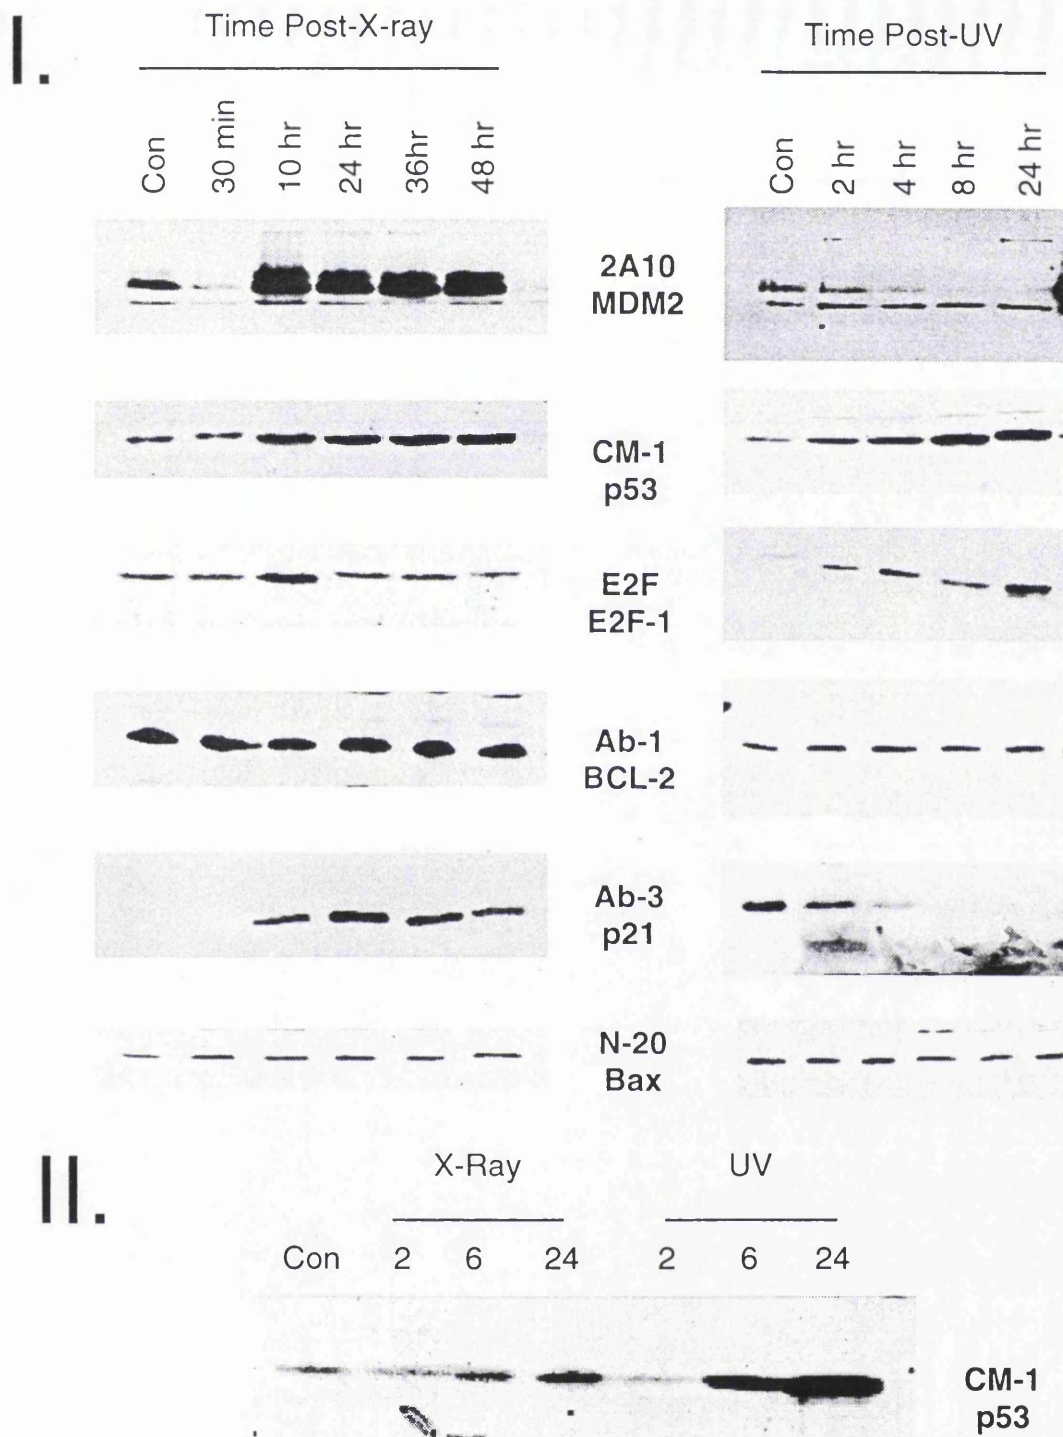 I.
Time Post-X-ray
Time Post-UV
Con 30 min 10 hr 24 hr 36hr 48 hr
Con 2 hr 4 hr 8 hr 24 hr
2A10
MDM2
CM-1
p53
E2F
E2F-1
Ab-1
BCL-2
Ab-3
p21
N-20
Bax
II.
X-Ray
UV
Con 2 6 24 2 6 24
CM-1
p53